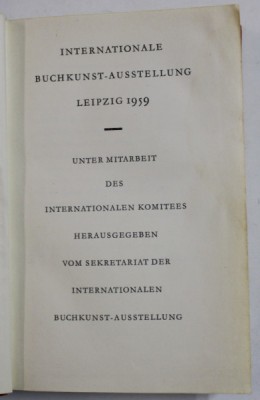 INTERNATIONALE
BUCHKUNST-AUSSTELLUNG
LEIPZIG 1959
UNTER MITARBEIT
DES
INTERNATIONALEN KOMITEES
HERAUSGEGEBEN
VOM SEKRETARIAT DER
INTERNATIONALEN
BUCHKUNST-AUSSTELLUNG